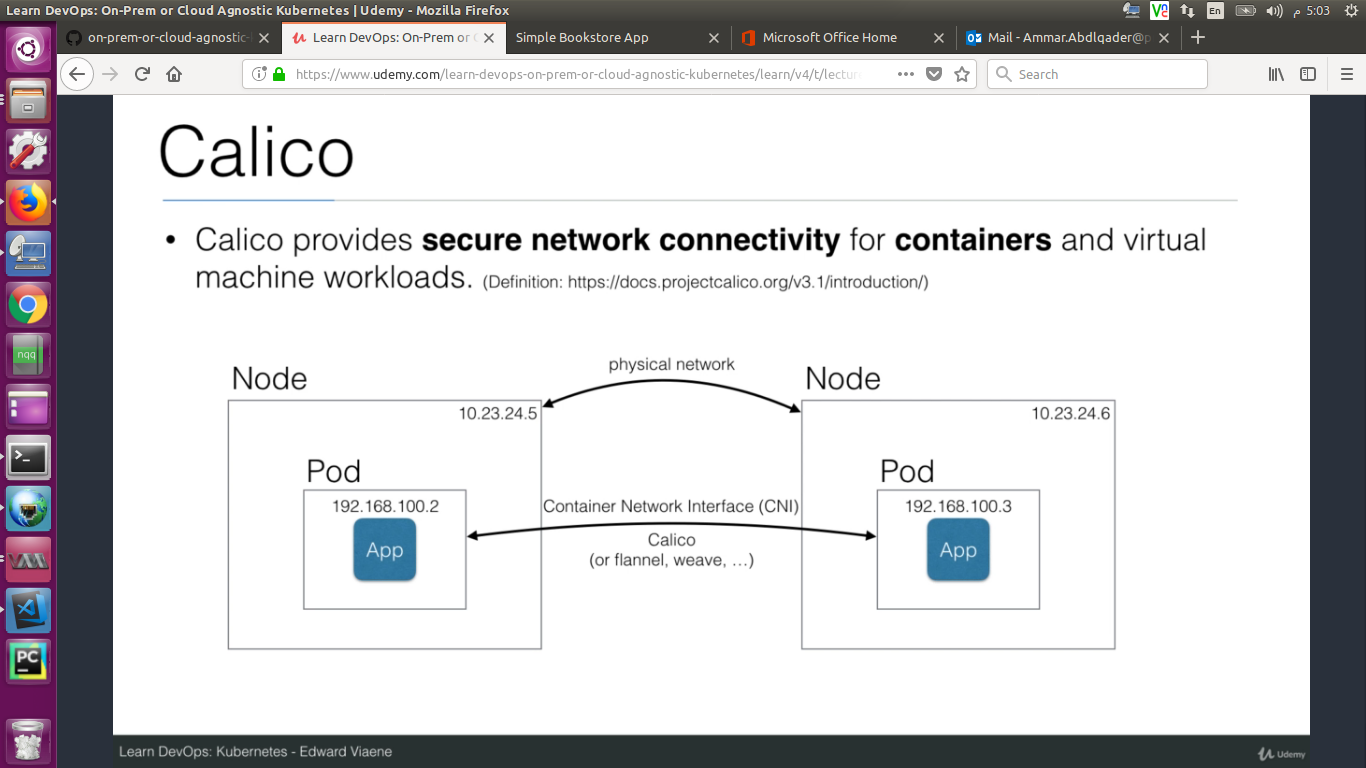 Learn DevOps: On-Prem or Cloud Agnostic Kubernetes | Udemy - Mozilla Firefox
En
م 5:03
on-prem-or-cloud-agnostic-
Learn DevOps: On-Prem or
Simple Bookstore App
Microsoft Office Home
Mail - Ammar.Abdlqader@p
https://www.udemy.com/learn-devops-on-prem-or-cloud-agnostic-kubernetes/learn/v4/t/lectur
Search
nqq
PC
Calico
• Calico provides secure network connectivity for containers and virtual
machine workloads. (Definition: https://docs.projectcalico.org/v3.1/introduction/)
physical network
Node
Node
10.23.24.5
10.23.24.6
Pod
Pod
192.168.100.2
Container Network Interface (CNI)
192.168.100.3
App
Calico
App
(or flannel, weave, …)
Learn DevOps: Kubernetes - Edward Viaene
Udemy